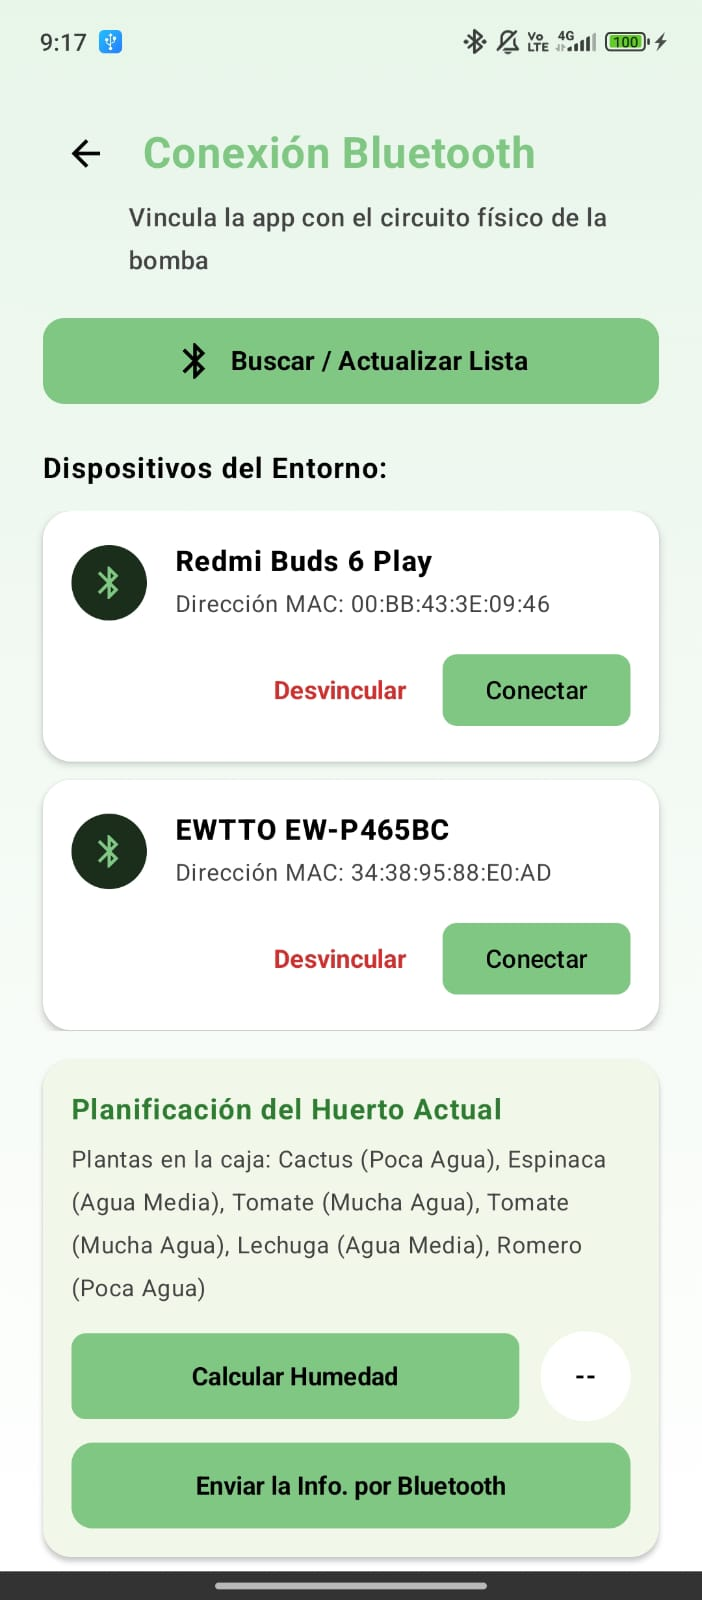 9:17
Vo LTE 4G 100
Conexión Bluetooth
Vincula la app con el circuito físico de la
bomba
Buscar / Actualizar Lista
Dispositivos del Entorno:
Redmi Buds 6 Play
Dirección MAC: 00:BB:43:3E:09:46
Desvincular Conectar
EWTTO EW-P465BC
Dirección MAC: 34:38:95:88:E0:AD
Desvincular Conectar
Planificación del Huerto Actual
Plantas en la caja: Cactus (Poca Agua), Espinaca
(Agua Media), Tomate (Mucha Agua), Tomate
(Mucha Agua), Lechuga (Agua Media), Romero
(Poca Agua)
Calcular Humedad --
Enviar la Info. por Bluetooth